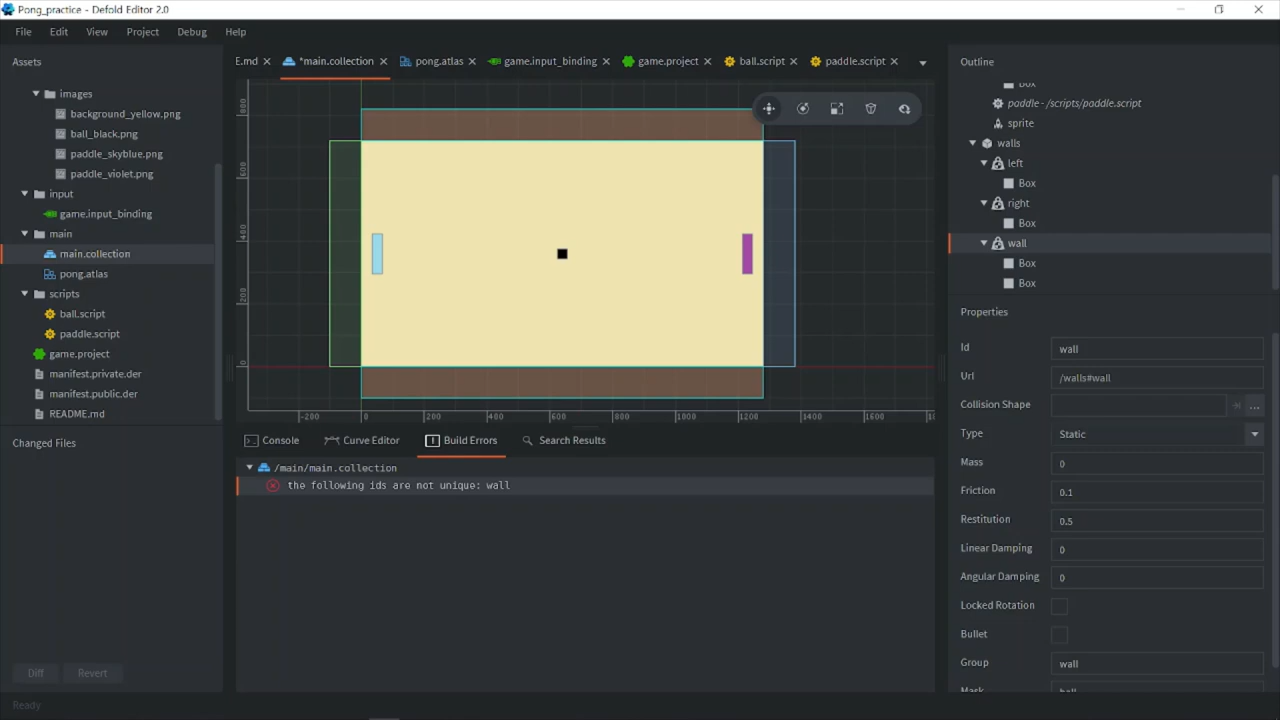 Pong_practice - Defold Editor 2.0
File Edit View Project Debug Help
Assets
images
background_yellow.png
ball_black.png
paddle_skyblue.png
paddle_violet.png
input
game.input_binding
main
main.collection
pong.atlas
scripts
ball.script
paddle.script
game.project
manifest.private.der
manifest.public.der
README.md
Changed Files
Diff Revert
Ready
E.md *main.collection pong.atlas game.input_binding game.project ball.script paddle.script
800
600
400
200
0
-200 0 200 400 600 800 1000 1200 1400 1600
Console Curve Editor Build Errors Search Results
/main/main.collection
the following ids are not unique: wall
Outline
Box
paddle - /scripts/paddle.script
sprite
walls
left
Box
right
Box
wall
Box
Box
Properties
Id wall
Url /walls#wall
Collision Shape ...
Type Static
Mass 0
Friction 0.1
Restitution 0.5
Linear Damping 0
Angular Damping 0
Locked Rotation
Bullet
Group wall
Mask ball